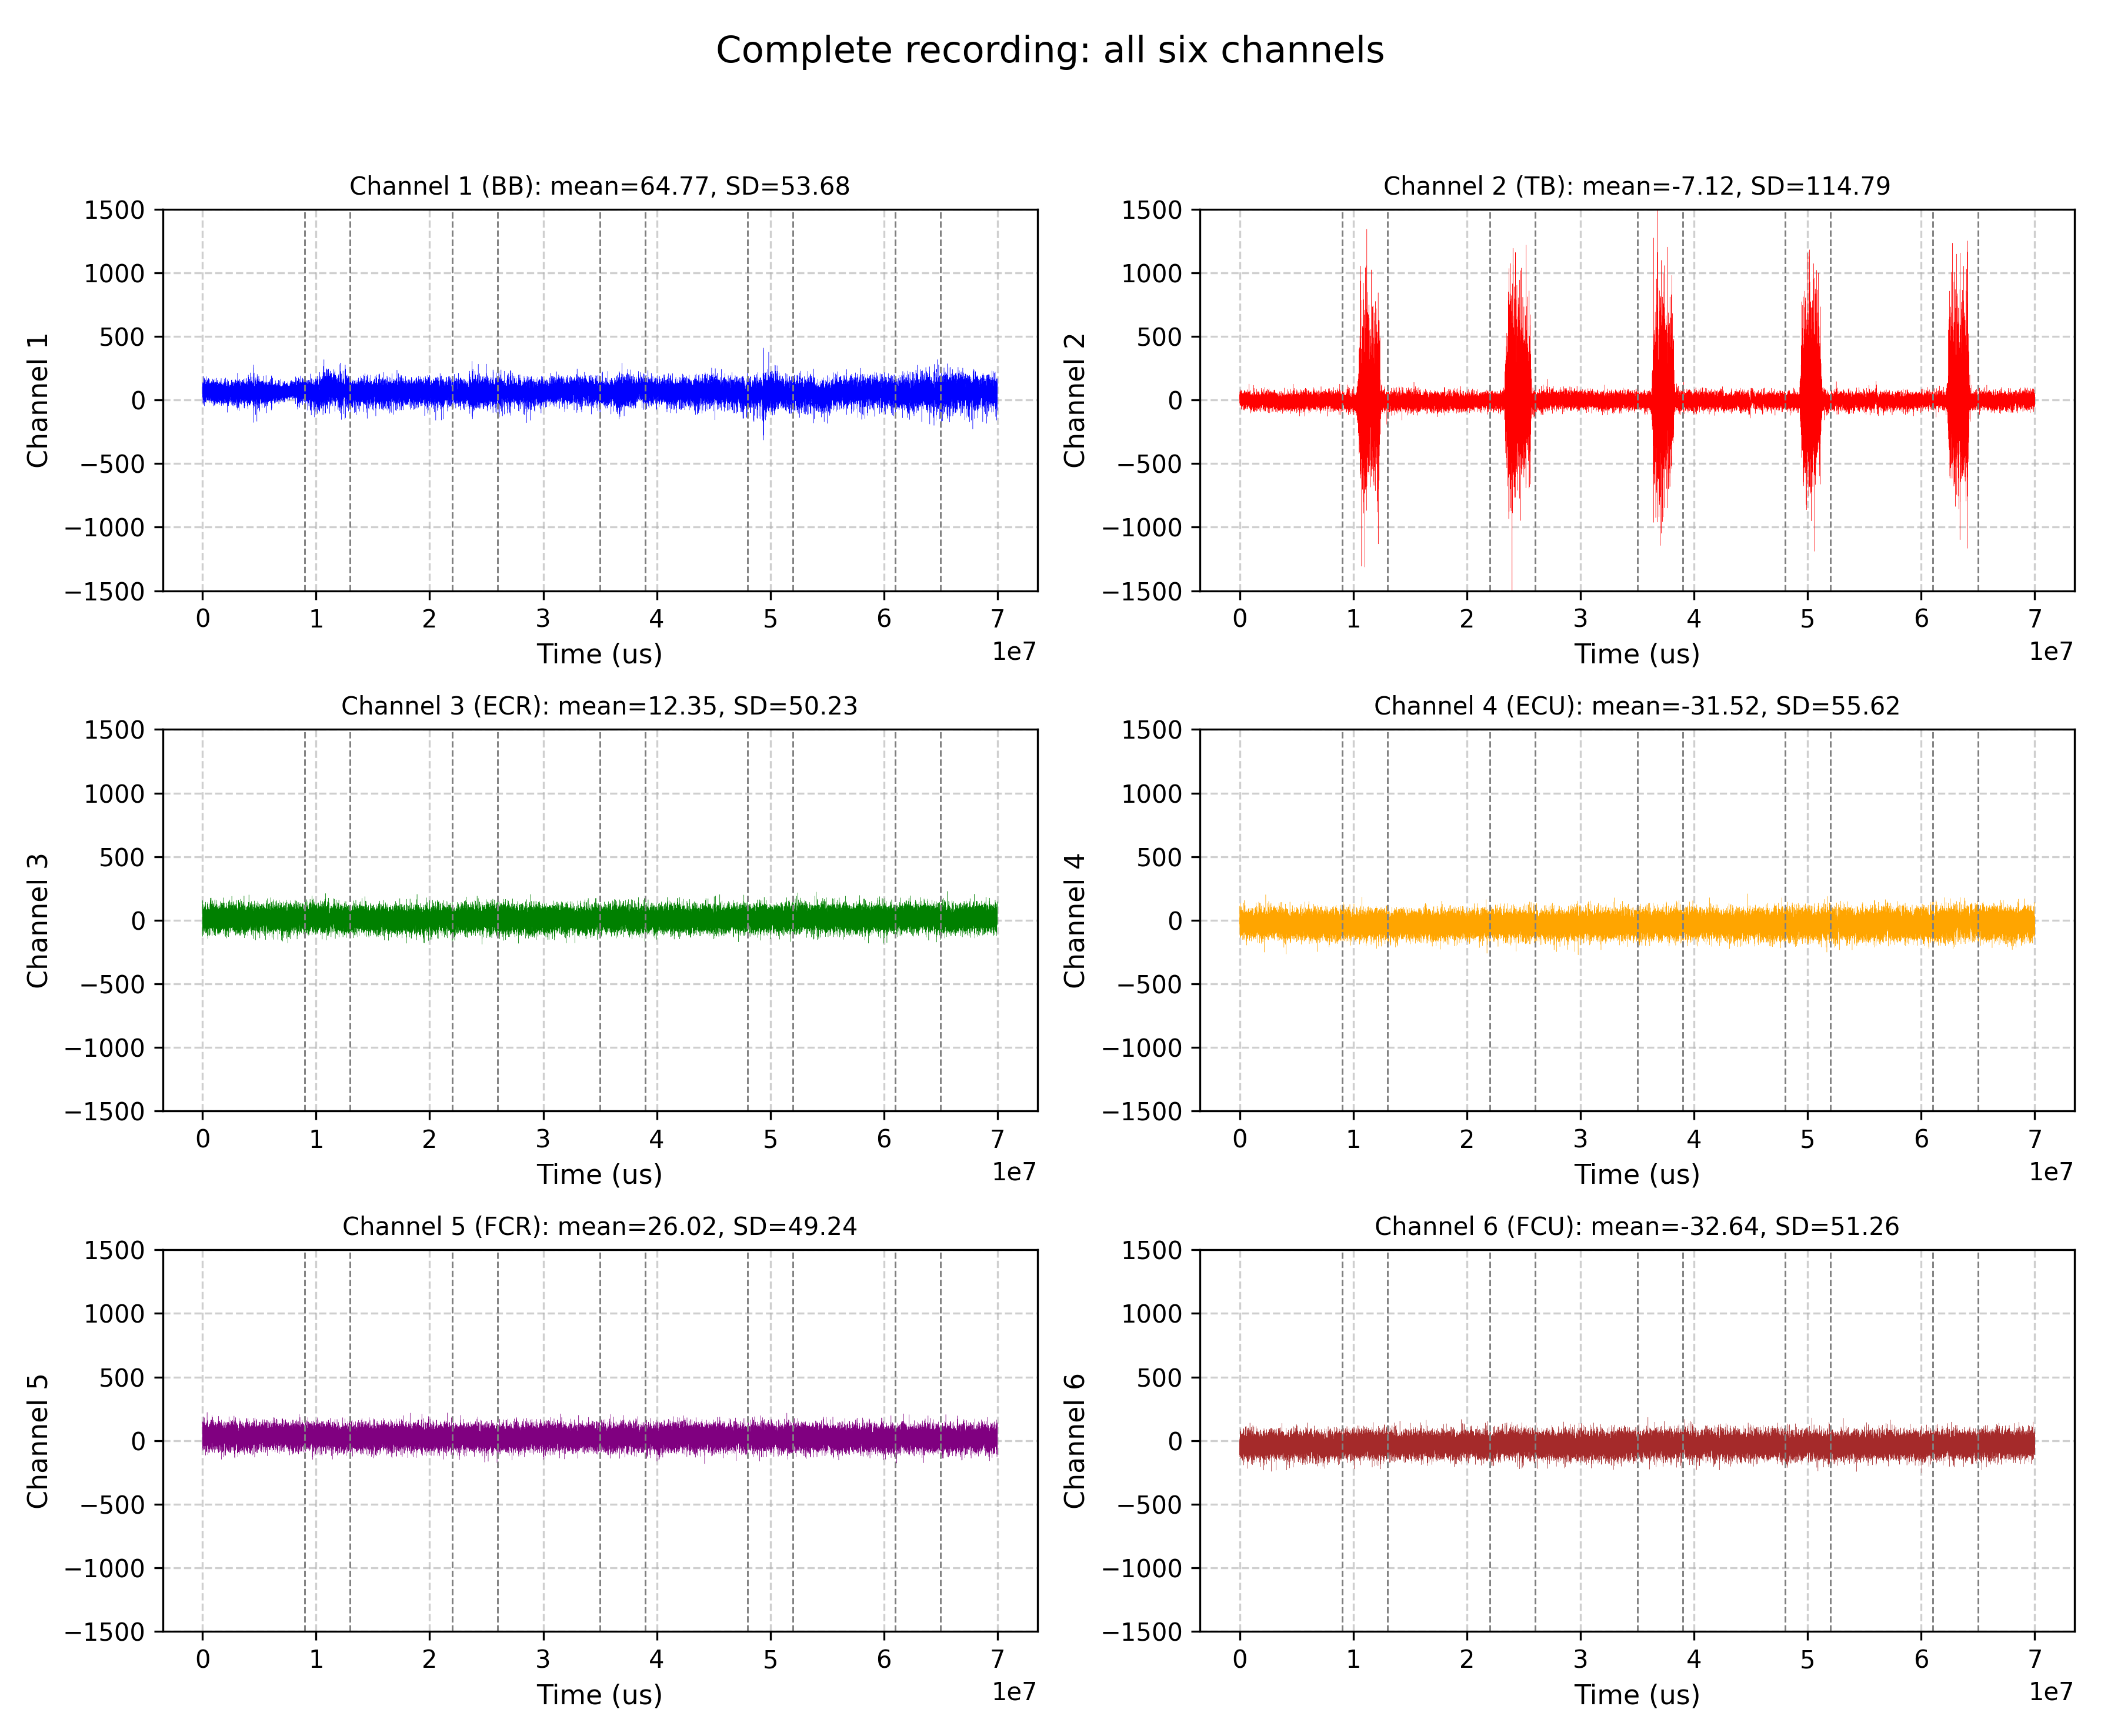 Complete recording: all six channels
Channel 1 (BB): mean=64.77, SD=53.68
Channel 1
1500
1000
500
0
−500
−1000
−1500
0 1 2 3 4 5 6 7
Time (us)
1e7
Channel 2 (TB): mean=-7.12, SD=114.79
Channel 2
1500
1000
500
0
−500
−1000
−1500
0 1 2 3 4 5 6 7
Time (us)
1e7
Channel 3 (ECR): mean=12.35, SD=50.23
Channel 3
1500
1000
500
0
−500
−1000
−1500
0 1 2 3 4 5 6 7
Time (us)
1e7
Channel 4 (ECU): mean=-31.52, SD=55.62
Channel 4
1500
1000
500
0
−500
−1000
−1500
0 1 2 3 4 5 6 7
Time (us)
1e7
Channel 5 (FCR): mean=26.02, SD=49.24
Channel 5
1500
1000
500
0
−500
−1000
−1500
0 1 2 3 4 5 6 7
Time (us)
1e7
Channel 6 (FCU): mean=-32.64, SD=51.26
Channel 6
1500
1000
500
0
−500
−1000
−1500
0 1 2 3 4 5 6 7
Time (us)
1e7